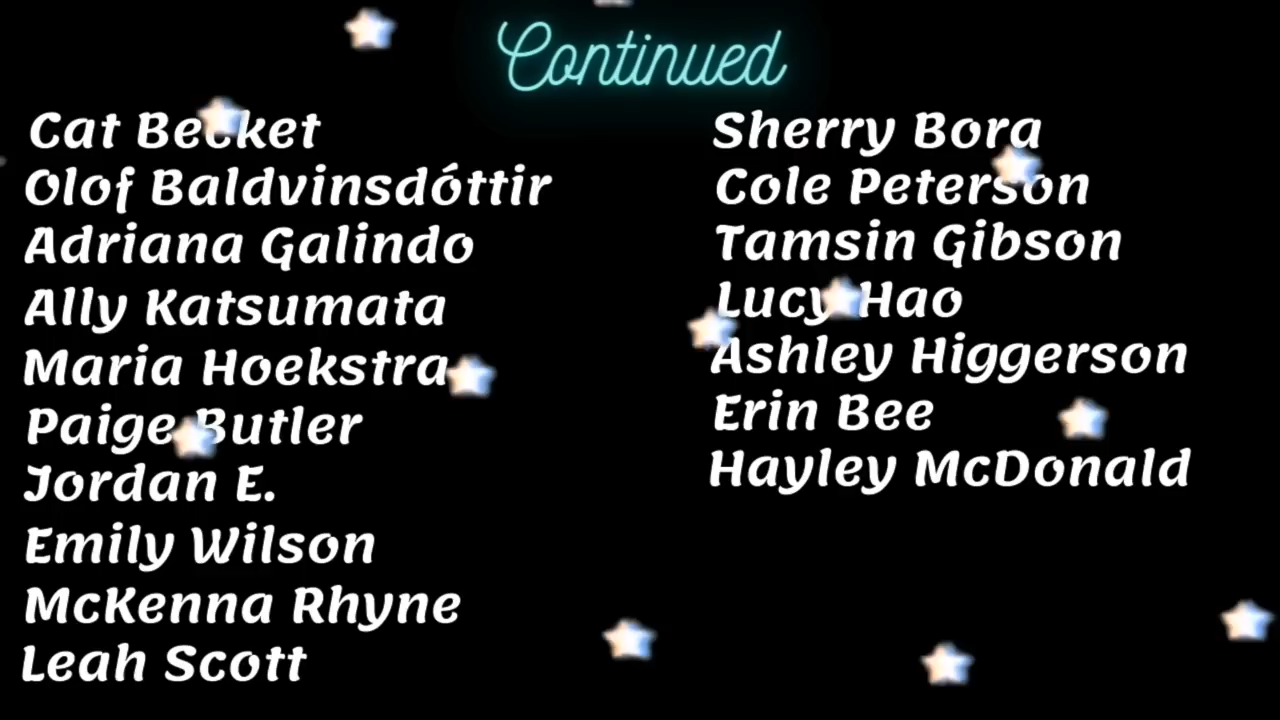 Continued
Cat Becket
Olof Baldvinsdóttir
Adriana Galindo
Ally Katsumata
Maria Hoekstra
Paige Butler
Jordan E.
Emily Wilson
McKenna Rhyne
Leah Scott
Sherry Bora
Cole Peterson
Tamsin Gibson
Lucy Hao
Ashley Higgerson
Erin Bee
Hayley McDonald